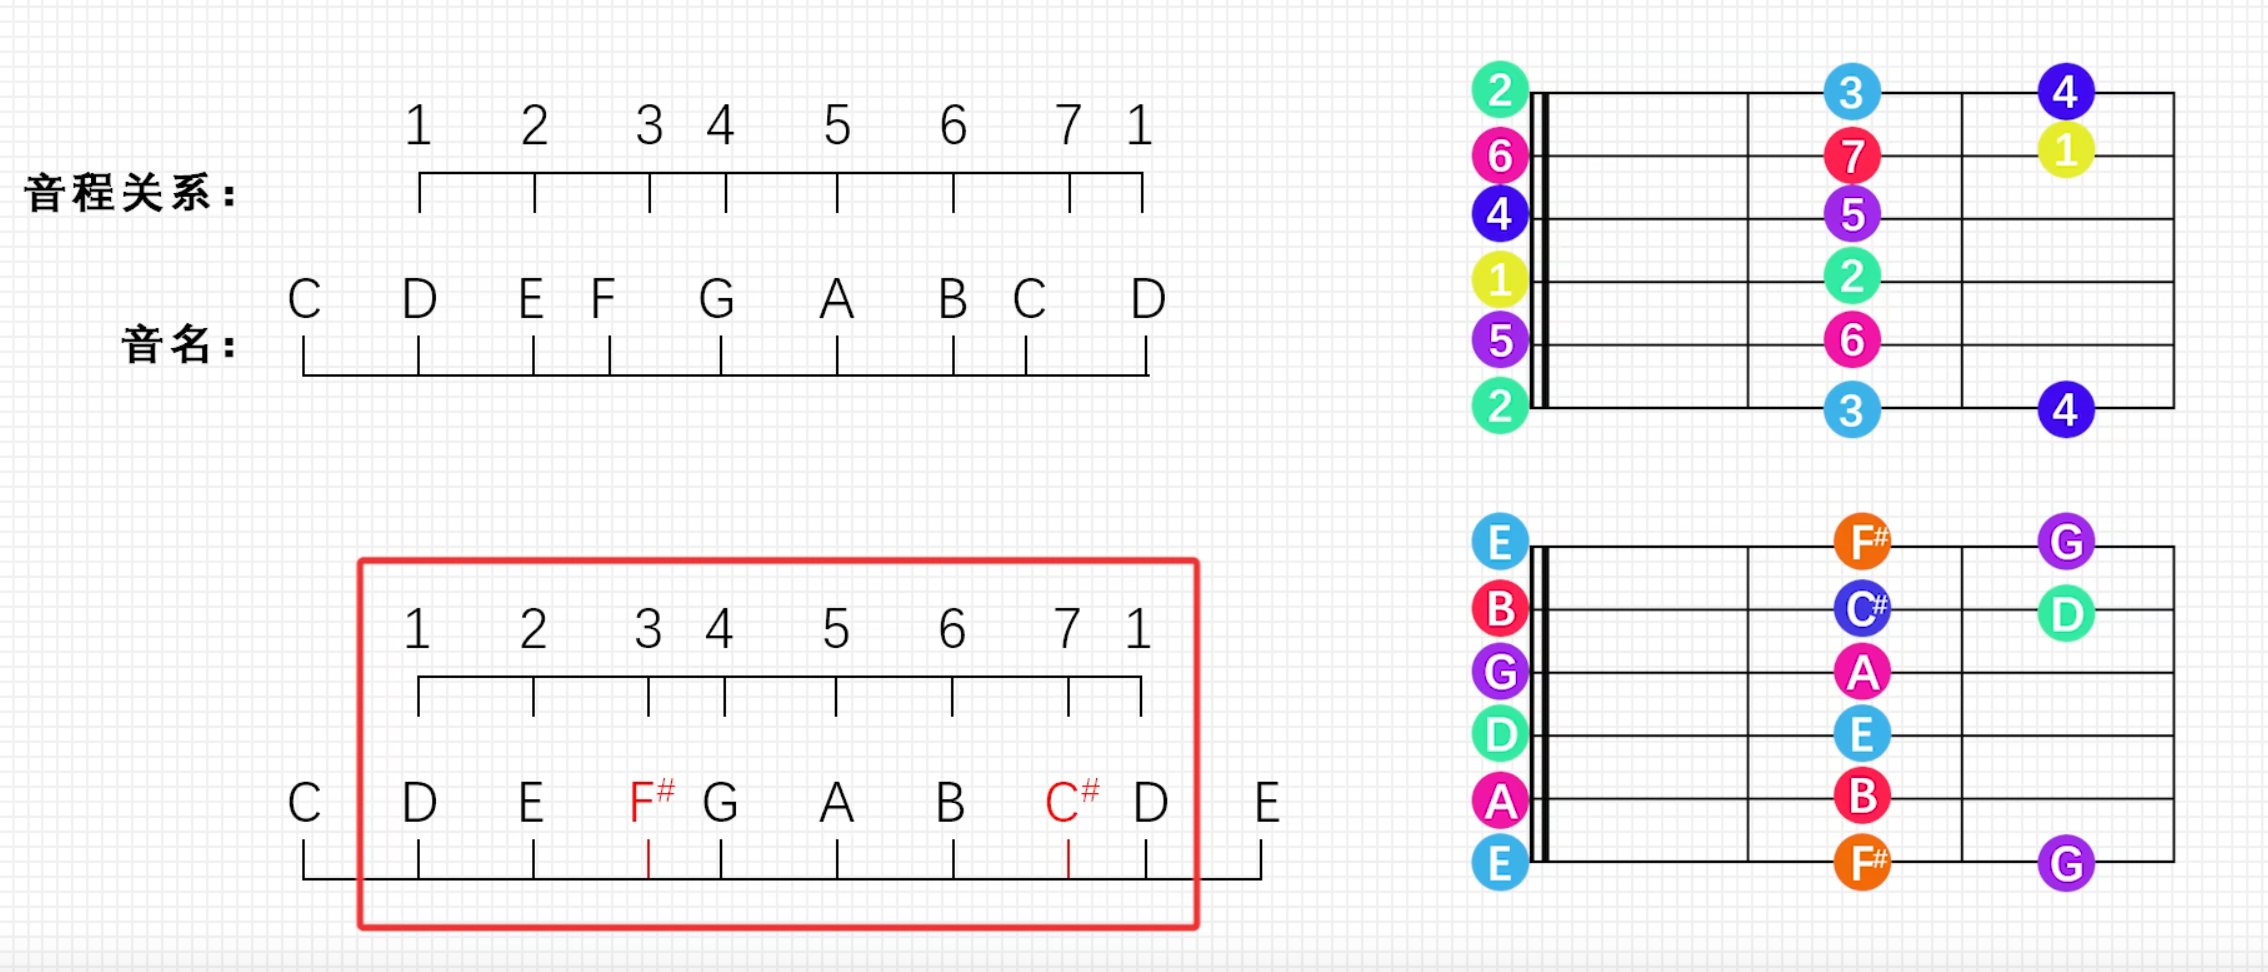 1 2 3 4 5 6 7 1
音程关系:
C D E F G A B C D
音名:
1 2 3 4 5 6 7 1
C D E F# G A B C# D E
2 3 4
6 7 1
4 5
1 2
5 6
2 3 4
E F# G
B C# D
G A
D E
A B
E F# G